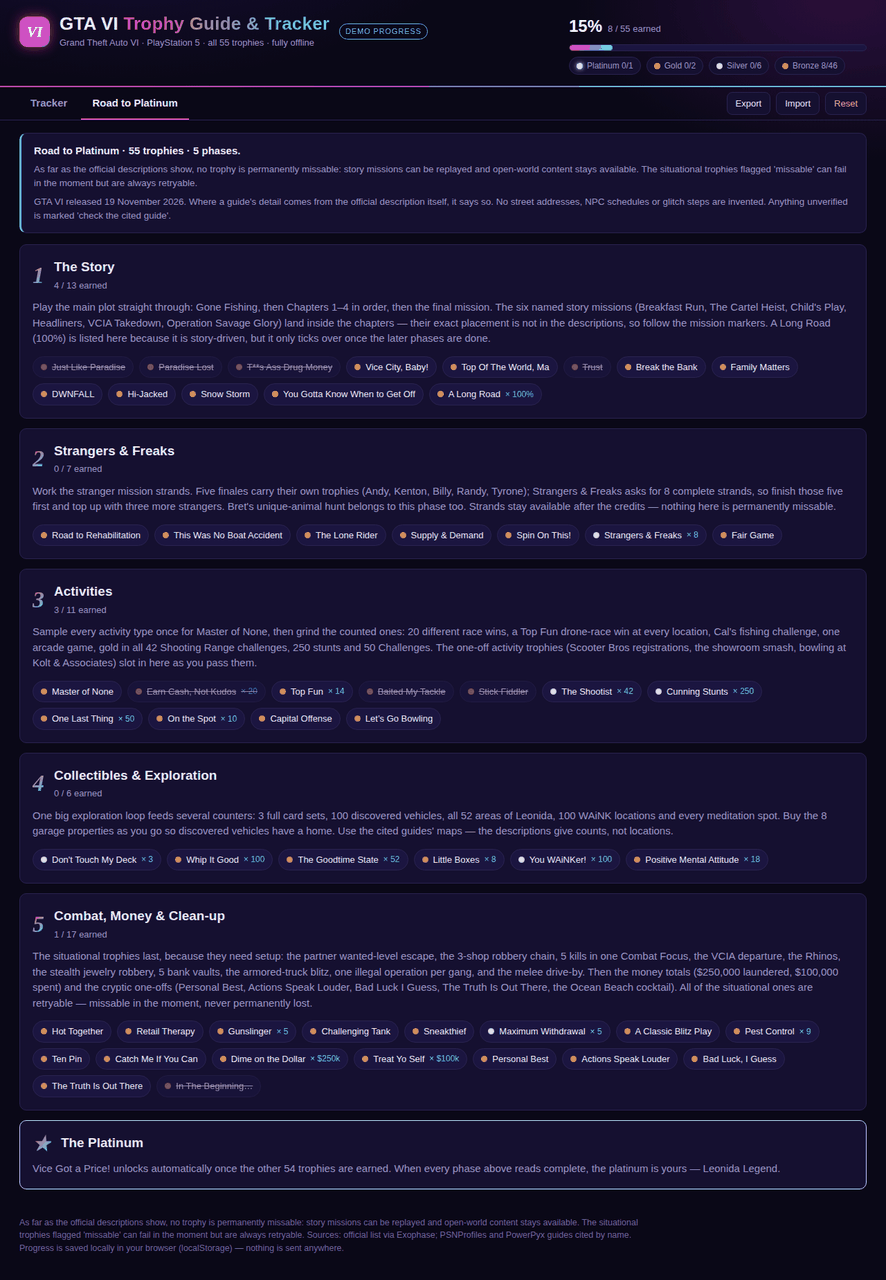 VI
GTA VI Trophy Guide & Tracker
DEMO PROGRESS
Grand Theft Auto VI · PlayStation 5 · all 55 trophies · fully offline
15% 8 / 55 earned
Platinum 0/1
Gold 0/2
Silver 0/6
Bronze 8/46
Tracker
Road to Platinum
Export
Import
Reset
Road to Platinum · 55 trophies · 5 phases.
As far as the official descriptions show, no trophy is permanently missable: story missions can be replayed and open-world content stays available. The situational trophies flagged 'missable' can fail
in the moment but are always retryable.
GTA VI released 19 November 2026. Where a guide's detail comes from the official description itself, it says so. No street addresses, NPC schedules or glitch steps are invented. Anything unverified
is marked 'check the cited guide'.
1
The Story
4 / 13 earned
Play the main plot straight through: Gone Fishing, then Chapters 1–4 in order, then the final mission. The six named story missions (Breakfast Run, The Cartel Heist, Child's Play,
Headliners, VCIA Takedown, Operation Savage Glory) land inside the chapters — their exact placement is not in the descriptions, so follow the mission markers. A Long Road
(100%) is listed here because it is story-driven, but it only ticks over once the later phases are done.
Just Like Paradise
Paradise Lost
T**s Ass Drug Money
Vice City, Baby!
Top Of The World, Ma
Trust
Break the Bank
Family Matters
DWNFALL
Hi-Jacked
Snow Storm
You Gotta Know When to Get Off
A Long Road × 100%
2
Strangers & Freaks
0 / 7 earned
Work the stranger mission strands. Five finales carry their own trophies (Andy, Kenton, Billy, Randy, Tyrone); Strangers & Freaks asks for 8 complete strands, so finish those five
first and top up with three more strangers. Bret's unique-animal hunt belongs to this phase too. Strands stay available after the credits — nothing here is permanently missable.
Road to Rehabilitation
This Was No Boat Accident
The Lone Rider
Supply & Demand
Spin On This!
Strangers & Freaks × 8
Fair Game
3
Activities
3 / 11 earned
Sample every activity type once for Master of None, then grind the counted ones: 20 different race wins, a Top Fun drone-race win at every location, Cal's fishing challenge, one
arcade game, gold in all 42 Shooting Range challenges, 250 stunts and 50 Challenges. The one-off activity trophies (Scooter Bros registrations, the showroom smash, bowling at
Kolt & Associates) slot in here as you pass them.
Master of None
Earn Cash, Not Kudos × 20
Top Fun × 14
Baited My Tackle
Stick Fiddler
The Shootist × 42
Cunning Stunts × 250
One Last Thing × 50
On the Spot × 10
Capital Offense
Let's Go Bowling
4
Collectibles & Exploration
0 / 6 earned
One big exploration loop feeds several counters: 3 full card sets, 100 discovered vehicles, all 52 areas of Leonida, 100 WAiNK locations and every meditation spot. Buy the 8
garage properties as you go so discovered vehicles have a home. Use the cited guides' maps — the descriptions give counts, not locations.
Don't Touch My Deck × 3
Whip It Good × 100
The Goodtime State × 52
Little Boxes × 8
You WAiNKer! × 100
Positive Mental Attitude × 18
5
Combat, Money & Clean-up
1 / 17 earned
The situational trophies last, because they need setup: the partner wanted-level escape, the 3-shop robbery chain, 5 kills in one Combat Focus, the VCIA departure, the Rhinos,
the stealth jewelry robbery, 5 bank vaults, the armored-truck blitz, one illegal operation per gang, and the melee drive-by. Then the money totals ($250,000 laundered, $100,000
spent) and the cryptic one-offs (Personal Best, Actions Speak Louder, Bad Luck I Guess, The Truth Is Out There, the Ocean Beach cocktail). All of the situational ones are
retryable — missable in the moment, never permanently lost.
Hot Together
Retail Therapy
Gunslinger × 5
Challenging Tank
Sneakthief
Maximum Withdrawal × 5
A Classic Blitz Play
Pest Control × 9
Ten Pin
Catch Me If You Can
Dime on the Dollar × $250k
Treat Yo Self × $100k
Personal Best
Actions Speak Louder
Bad Luck, I Guess
The Truth Is Out There
In The Beginning…
The Platinum
Vice Got a Price! unlocks automatically once the other 54 trophies are earned. When every phase above reads complete, the platinum is yours — Leonida Legend.
As far as the official descriptions show, no trophy is permanently missable: story missions can be replayed and open-world content stays available. The situational
trophies flagged 'missable' can fail in the moment but are always retryable. Sources: official list via Exophase; PSNProfiles and PowerPyx guides cited by name.
Progress is saved locally in your browser (localStorage) — nothing is sent anywhere.